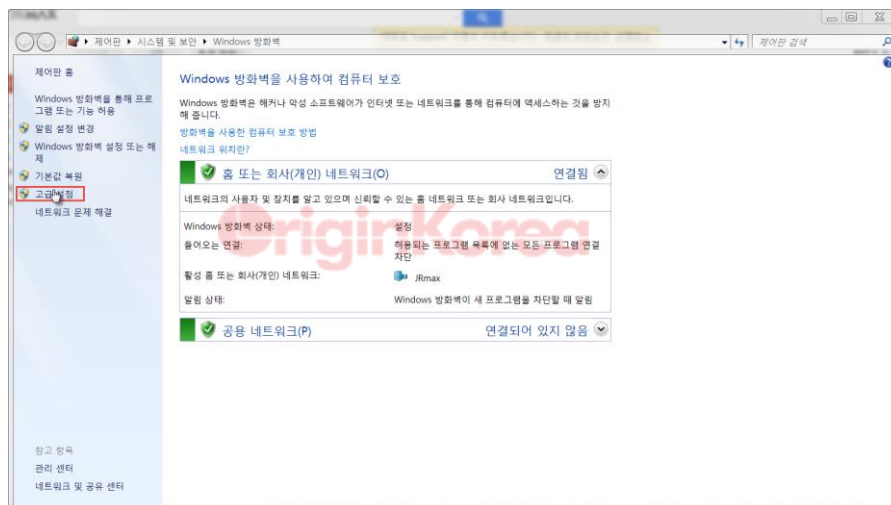 제어판 ▸ 시스템 및 보안 ▸ Windows 방화벽
제어판 검색
제어판 홈
Windows 방화벽을 통해 프로
그램 또는 기능 허용
알림 설정 변경
Windows 방화벽 설정 또는 해
제
기본값 복원
고급 설정
네트워크 문제 해결
참고 항목
관리 센터
네트워크 및 공유 센터
Windows 방화벽을 사용하여 컴퓨터 보호
Windows 방화벽은 해커나 악성 소프트웨어가 인터넷 또는 네트워크를 통해 컴퓨터에 액세스하는 것을 방지
해 줍니다.
방화벽을 사용한 컴퓨터 보호 방법
네트워크 위치란?
홈 또는 회사(개인) 네트워크(O) 연결됨
네트워크의 사용자 및 장치를 알고 있으며 신뢰할 수 있는 홈 네트워크 또는 회사 네트워크입니다.
Windows 방화벽 상태: 설정
들어오는 연결: 허용되는 프로그램 목록에 없는 모든 프로그램 연결
차단
활성 홈 또는 회사(개인) 네트워크: JRmax
알림 상태: Windows 방화벽이 새 프로그램을 차단할 때 알림
공용 네트워크(P) 연결되어 있지 않음
OriginKorea